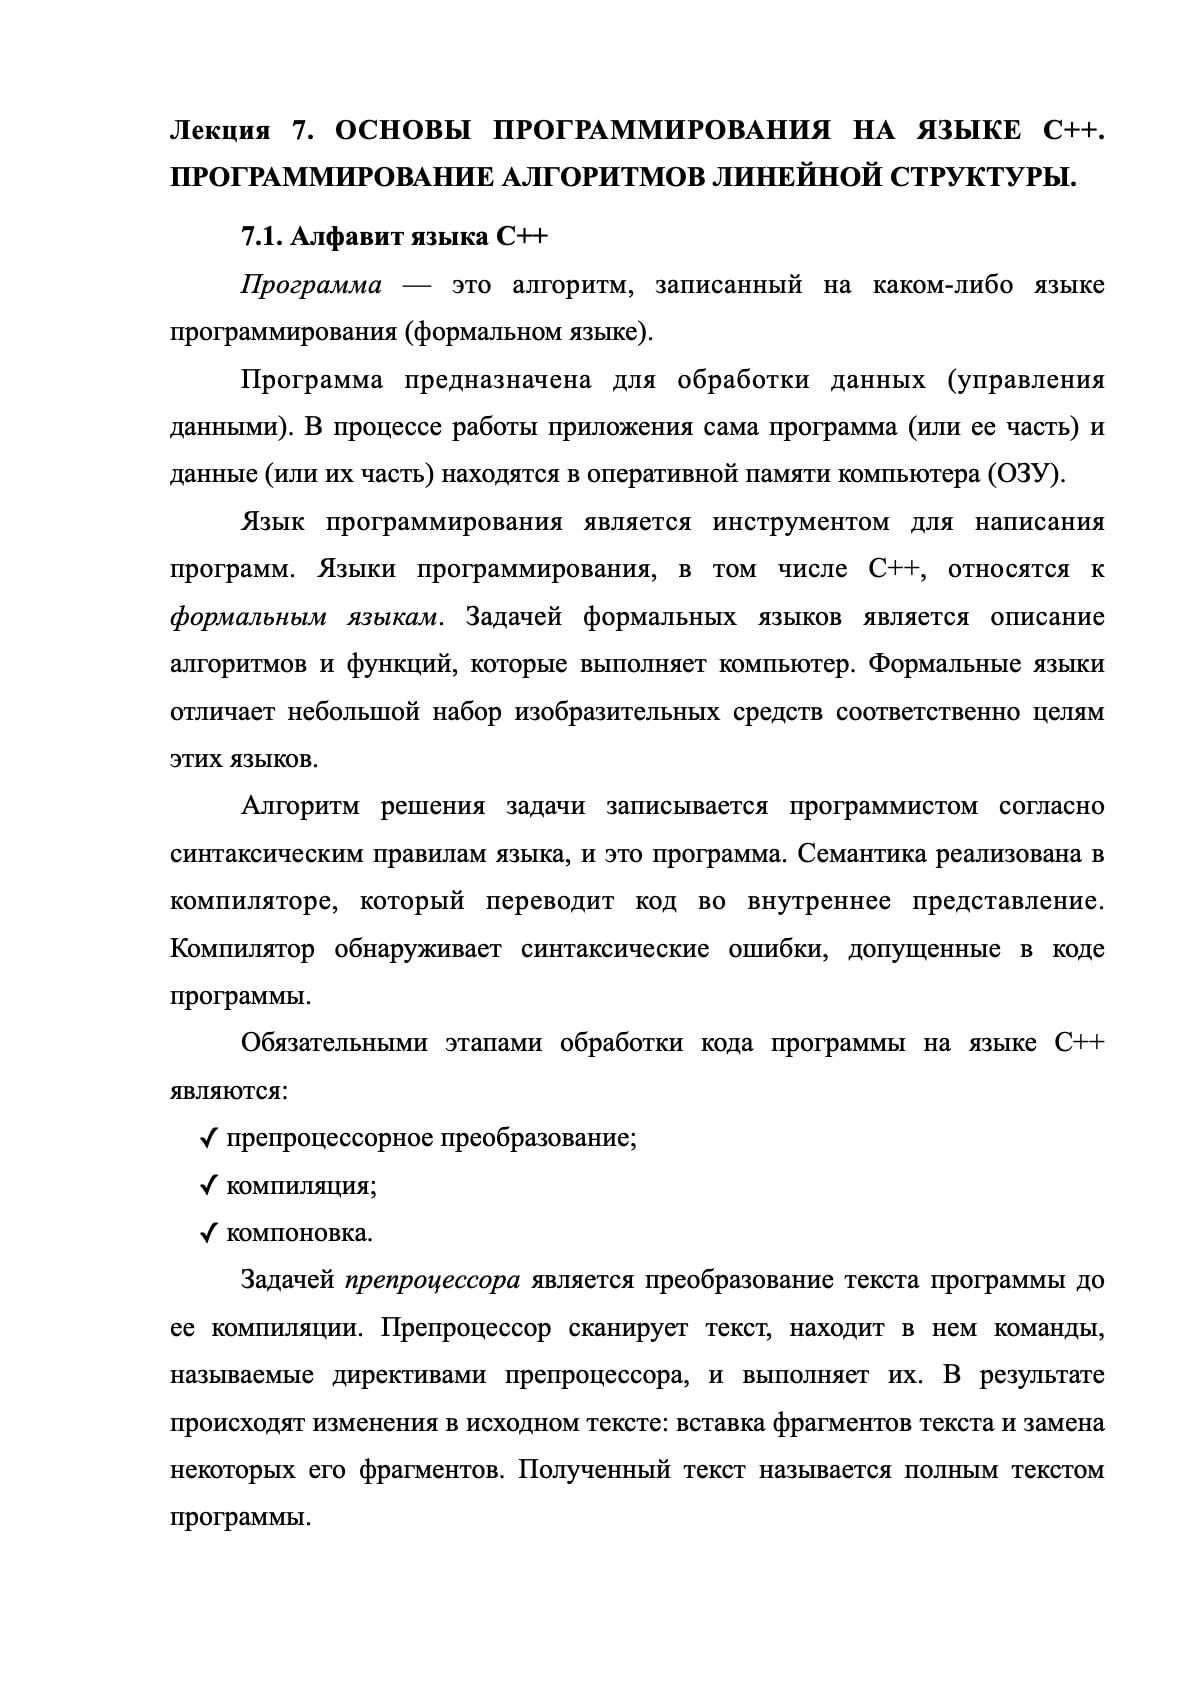 Лекция 7. ОСНОВЫ ПРОГРАММИРОВАНИЯ НА ЯЗЫКЕ С++.
ПРОГРАММИРОВАНИЕ АЛГОРИТМОВ ЛИНЕЙНОЙ СТРУКТУРЫ.
7.1. Алфавит языка С++
Программа — это алгоритм, записанный на каком-либо языке
программирования (формальном языке).
Программа предназначена для обработки данных (управления
данными). В процессе работы приложения сама программа (или ее часть) и
данные (или их часть) находятся в оперативной памяти компьютера (ОЗУ).
Язык программирования является инструментом для написания
программ. Языки программирования, в том числе С++, относятся к
формальным языкам. Задачей формальных языков является описание
алгоритмов и функций, которые выполняет компьютер. Формальные языки
отличает небольшой набор изобразительных средств соответственно целям
этих языков.
Алгоритм решения задачи записывается программистом согласно
синтаксическим правилам языка, и это программа. Семантика реализована в
компиляторе, который переводит код во внутреннее представление.
Компилятор обнаруживает синтаксические ошибки, допущенные в коде
программы.
Обязательными этапами обработки кода программы на языке С++
являются:
✓ препроцессорное преобразование;
✓ компиляция;
✓ компоновка.
Задачей препроцессора является преобразование текста программы до
ее компиляции. Препроцессор сканирует текст, находит в нем команды,
называемые директивами препроцессора, и выполняет их. В результате
происходят изменения в исходном тексте: вставка фрагментов текста и замена
некоторых его фрагментов. Полученный текст называется полным текстом
программы.